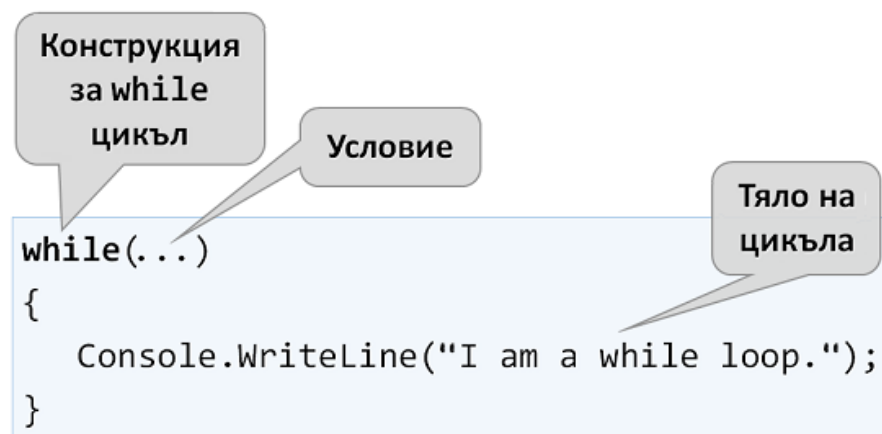 Конструкция
за while
цикъл
Условие
Тяло на
цикъла
while(...)
{
Console.WriteLine("I am a while loop.");
}